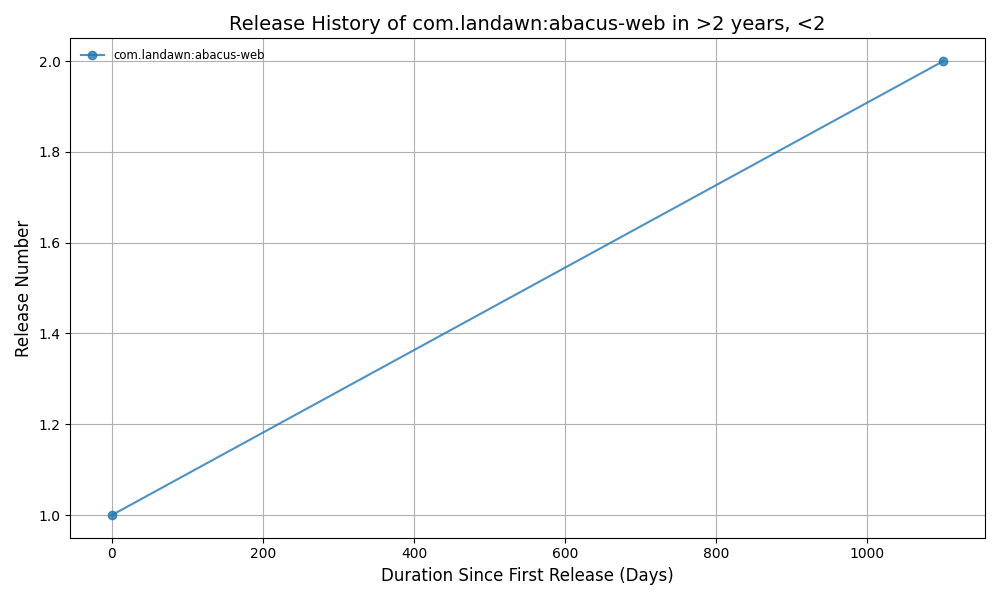 Release History of com.landawn:abacus-web in >2 years, <2
com.landawn:abacus-web
Release Number
2.0
1.8
1.6
1.4
1.2
1.0
0 200 400 600 800 1000
Duration Since First Release (Days)